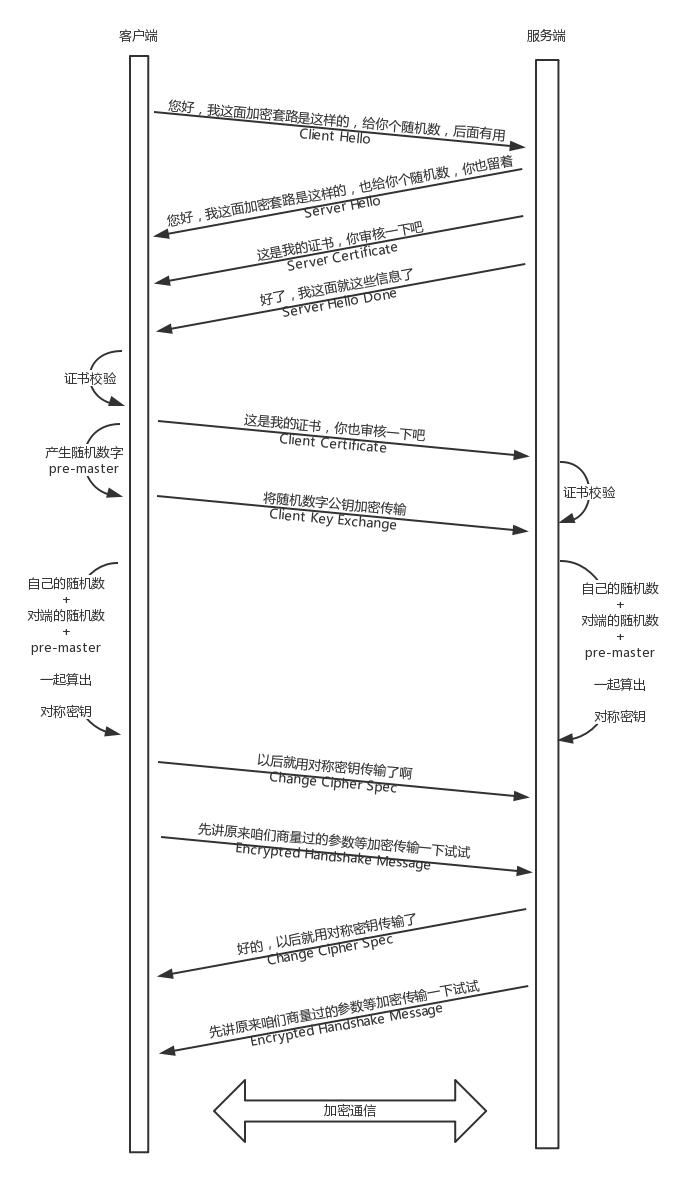 客户端
服务端
您好，我这面加密套路是这样的，给你个随机数，后面有用
Client Hello
您好，我这面加密套路是这样的，也给你个随机数，你也留着
Server Hello
这是我的证书，你审核一下吧
Server Certificate
好了，我这面就这些信息了
Server Hello Done
证书校验
这是我的证书，你也审核一下吧
Client Certificate
产生随机数字
pre-master
证书校验
将随机数字公钥加密传输
Client Key Exchange
自己的随机数
+
对端的随机数
+
pre-master
一起算出
对称密钥
自己的随机数
+
对端的随机数
+
pre-master
一起算出
对称密钥
以后就用对称密钥传输了啊
Change Cipher Spec
先讲原来咱们商量过的参数等加密传输一下试试
Encrypted Handshake Message
好的，以后就用对称密钥传输了
Change Cipher Spec
先讲原来咱们商量过的参数等加密传输一下试试
Encrypted Handshake Message
加密通信